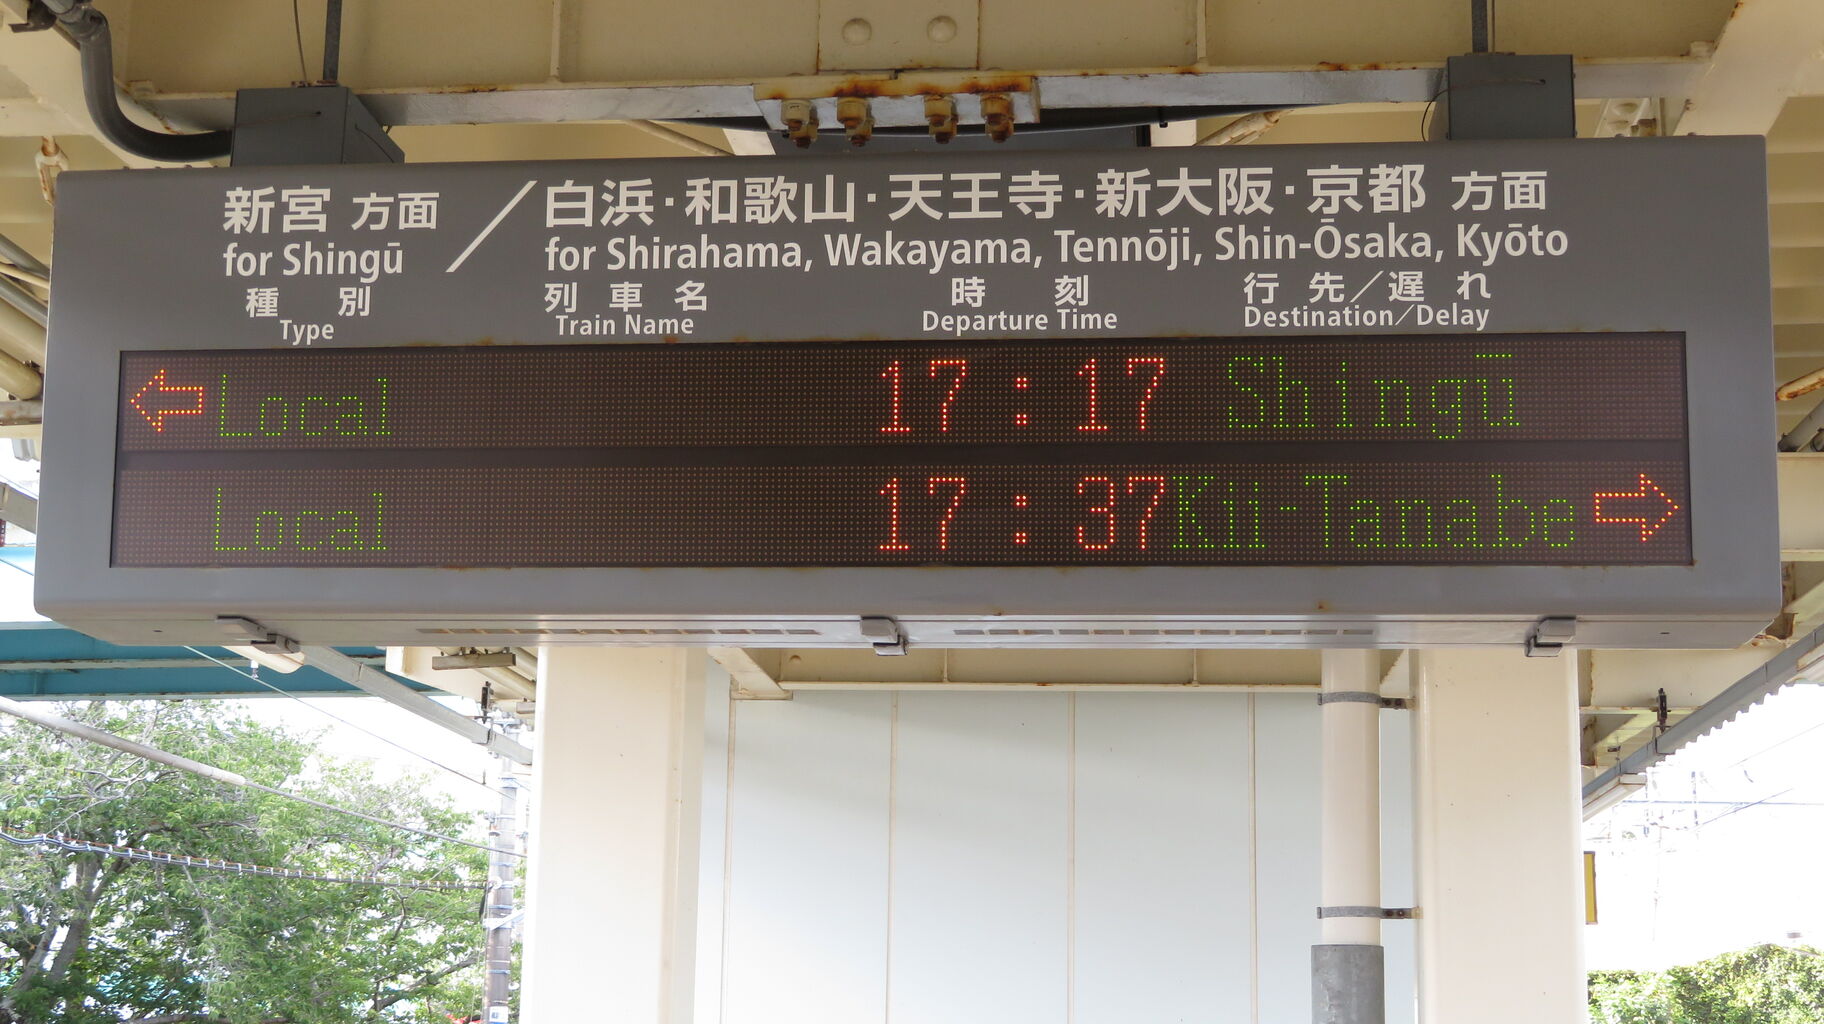 新宮 方面 ／ 白浜・和歌山・天王寺・新大阪・京都 方面
for Shingū for Shirahama, Wakayama, Tennōji, Shin-Ōsaka, Kyōto
種別 列車名 時刻 行先／遅れ
Type Train Name Departure Time Destination／Delay
← Local 17:17 Shingū
Local 17:37 Kii-Tanabe →